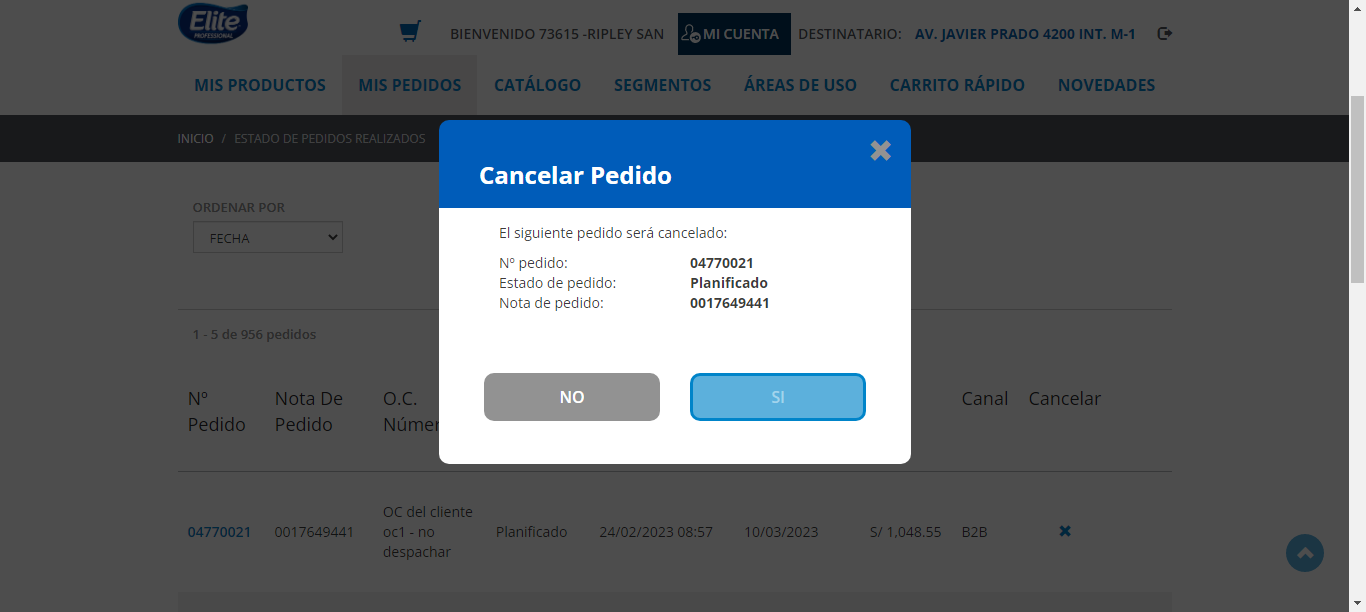 Elite
PROFESSIONAL
BIENVENIDO 73615 -RIPLEY SAN
MI CUENTA
DESTINATARIO:
AV. JAVIER PRADO 4200 INT. M-1
MIS PRODUCTOS
MIS PEDIDOS
CATÁLOGO
SEGMENTOS
ÁREAS DE USO
CARRITO RÁPIDO
NOVEDADES
INICIO / ESTADO DE PEDIDOS REALIZADOS
Cancelar Pedido
ORDENAR POR
FECHA
El siguiente pedido será cancelado:
Nº pedido: 04770021
Estado de pedido: Planificado
Nota de pedido: 0017649441
1 - 5 de 956 pedidos
NO
SI
Nº
Pedido
Nota De
Pedido
O.C.
Canal
Cancelar
04770021
0017649441
OC del cliente
oc1 - no
despachar
Planificado
24/02/2023 08:57
10/03/2023
S/ 1,048.55
B2B